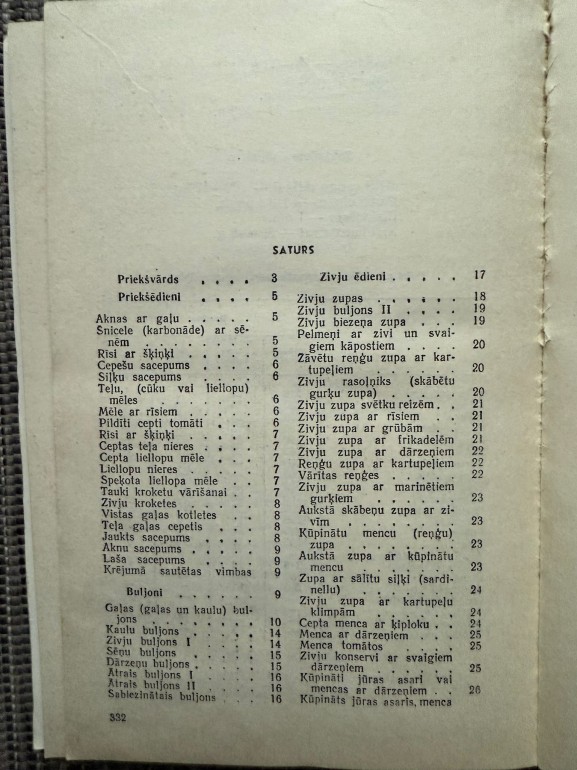 SATURS
Priekšvārds . . . . 3
Priekšēdieni . . . . 5
Aknas ar gaļu . . . . . 5
Šnicele (karbonāde) ar sē-
nēm . . . . . . . 5
Rīsi ar šķiņķi . . . . . 5
Cepešu sacepums . . . . 6
Siļķu sacepums . . . . 6
Teļu, (cūku vai liellopu)
mēles . . . . . . . 6
Mēle ar rīsiem . . . . . 6
Pildīti cepti tomāti . . . 6
Rīsi ar šķiņķi . . . . . 7
Ceptas teļa nieres . . . . 7
Cepta liellopu mēle . . . 7
Liellopu nieres . . . . . 7
Speķota liellopa mēle . . 7
Tauki kroketu vārīšanai . . 7
Zivju kroketes . . . . . 8
Vistas gaļas kotletes . . . 8
Teļa gaļas cepetis . . . . 8
Jaukts sacepums . . . . 8
Aknu sacepums . . . . . 9
Laša sacepums . . . . . 9
Krējumā sautētas vimbas 9
Buljoni . . . . . 9
Gaļas (gaļas un kaulu) bul-
jons . . . . . . . 10
Kaulu buljons . . . . . 14
Zivju buljons I . . . . 14
Sēņu buljons . . . . . 15
Dārzeņu buljons . . . . 15
Ātrais buljons I . . . . 16
Ātrais buljons II . . . . 16
Sabiezinātais buljons . . . 16
332
Zivju ēdieni . . . . . 17
Zivju zupas . . . . . . 18
Zivju buljons II . . . . 19
Zivju biezeņa zupa . . . 19
Pelmeņi ar zivi un svai-
giem kāpostiem . . . . 20
Žāvētu reņģu zupa ar kar-
tupeļiem . . . . . . 20
Zivju rasoļniks (skābētu
gurķu zupa) . . . . . 20
Zivju zupa svētku reizēm . . 21
Zivju zupa ar rīsiem . . . 21
Zivju zupa ar grūbām . . 21
Zivju zupa ar frikadelēm 21
Zivju zupa ar dārzeņiem 22
Reņģu zupa ar kartupeļiem 22
Vārītas reņģes . . . . . 22
Zivju zupa ar marinētiem
gurķiem . . . . . . 23
Aukstā skābeņu zupa ar zi-
vīm . . . . . . . 23
Kūpinātu mencu (reņģu)
zupa . . . . . . . 23
Aukstā zupa ar kūpinātu
mencu . . . . . . . 23
Zupa ar sālītu siļķi (sardi-
nellu) . . . . . . . 24
Zivju zupa ar kartupeļu
klimpām . . . . . . 24
Cepta menca ar ķiploku . . 24
Menca ar dārzeņiem . . . 25
Menca tomātos . . . . . 25
Zivju konservi ar svaigiem
dārzeņiem . . . . . . 25
Kūpināti jūras asari vai
mencas ar dārzeņiem . . 26
Kūpināts jūras asaris, menca